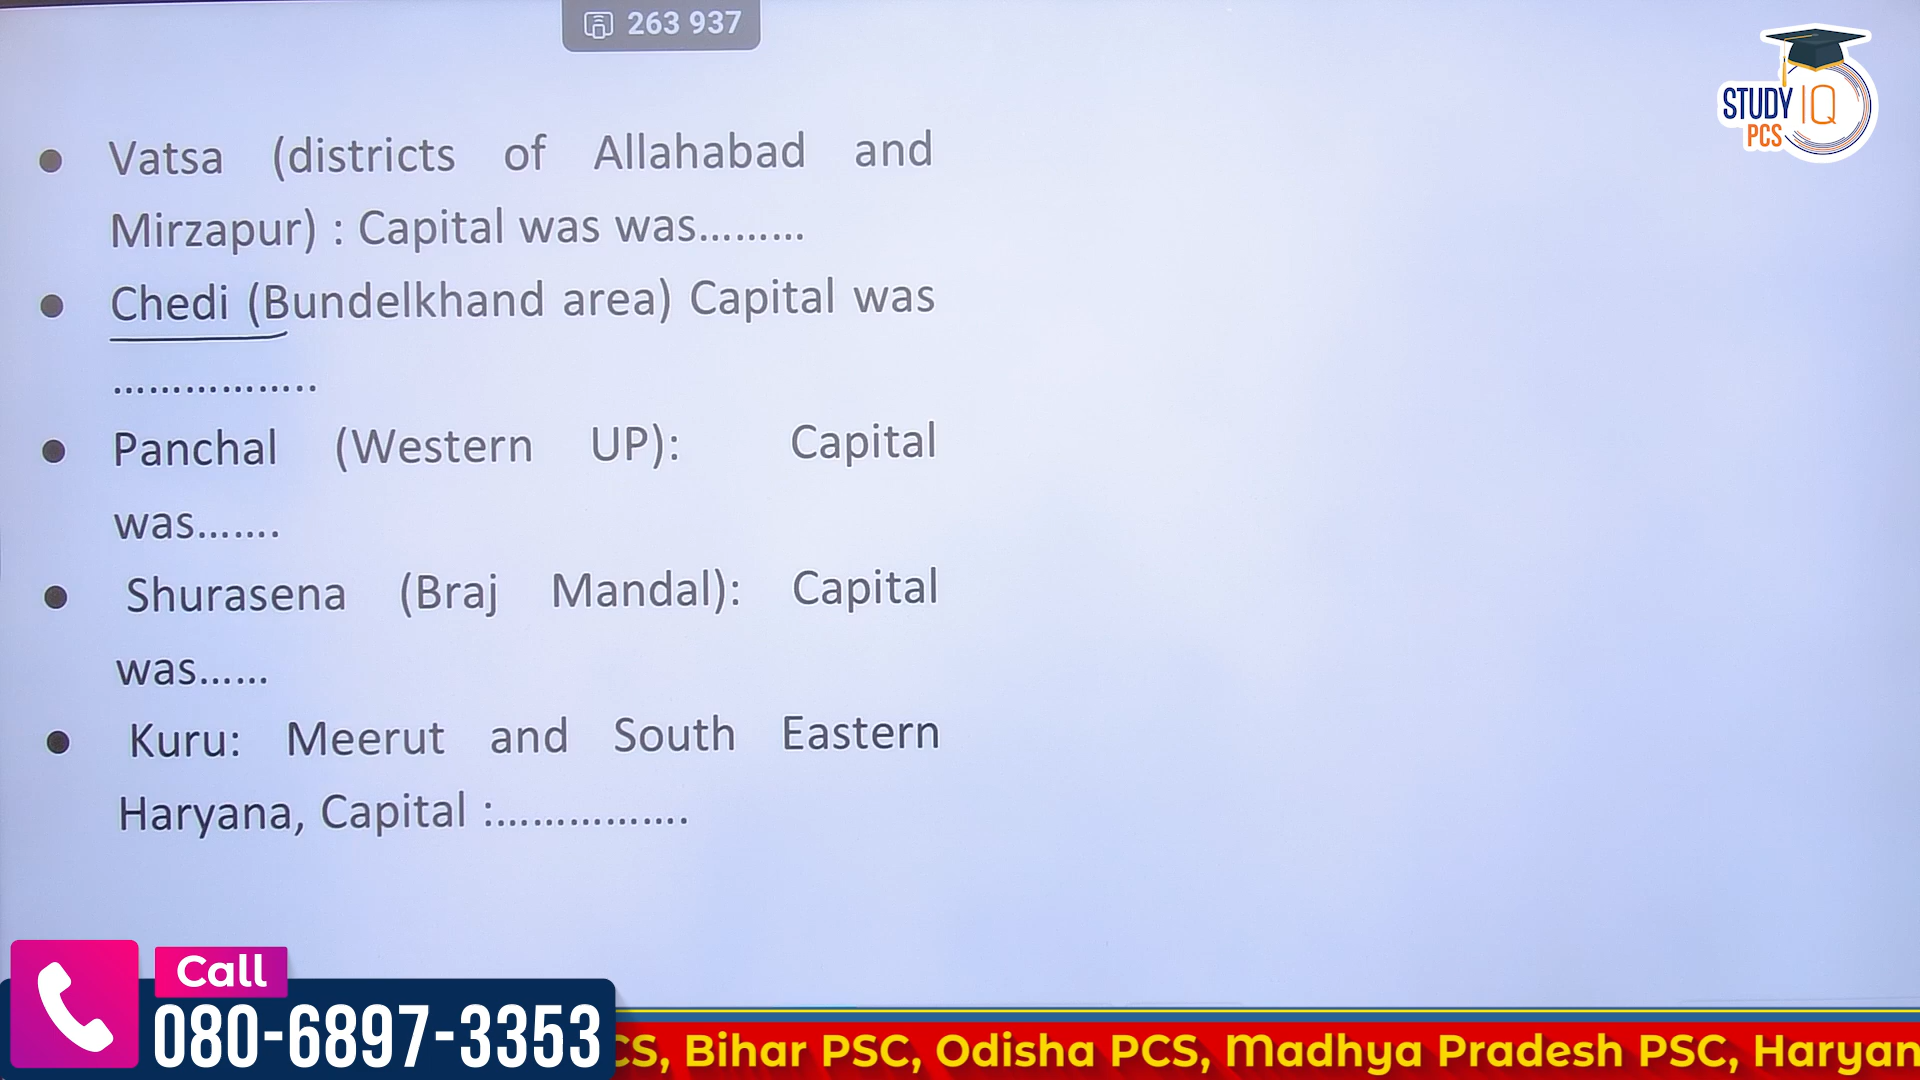 263 937
STUDY IQ
PCS
● Vatsa (districts of Allahabad and
Mirzapur) : Capital was was.........
● Chedi (Bundelkhand area) Capital was
.................
● Panchal (Western UP): Capital
was.......
● Shurasena (Braj Mandal): Capital
was......
● Kuru: Meerut and South Eastern
Haryana, Capital :................
Call
080-6897-3353
CS, Bihar PSC, Odisha PCS, Madhya Pradesh PSC, Haryan